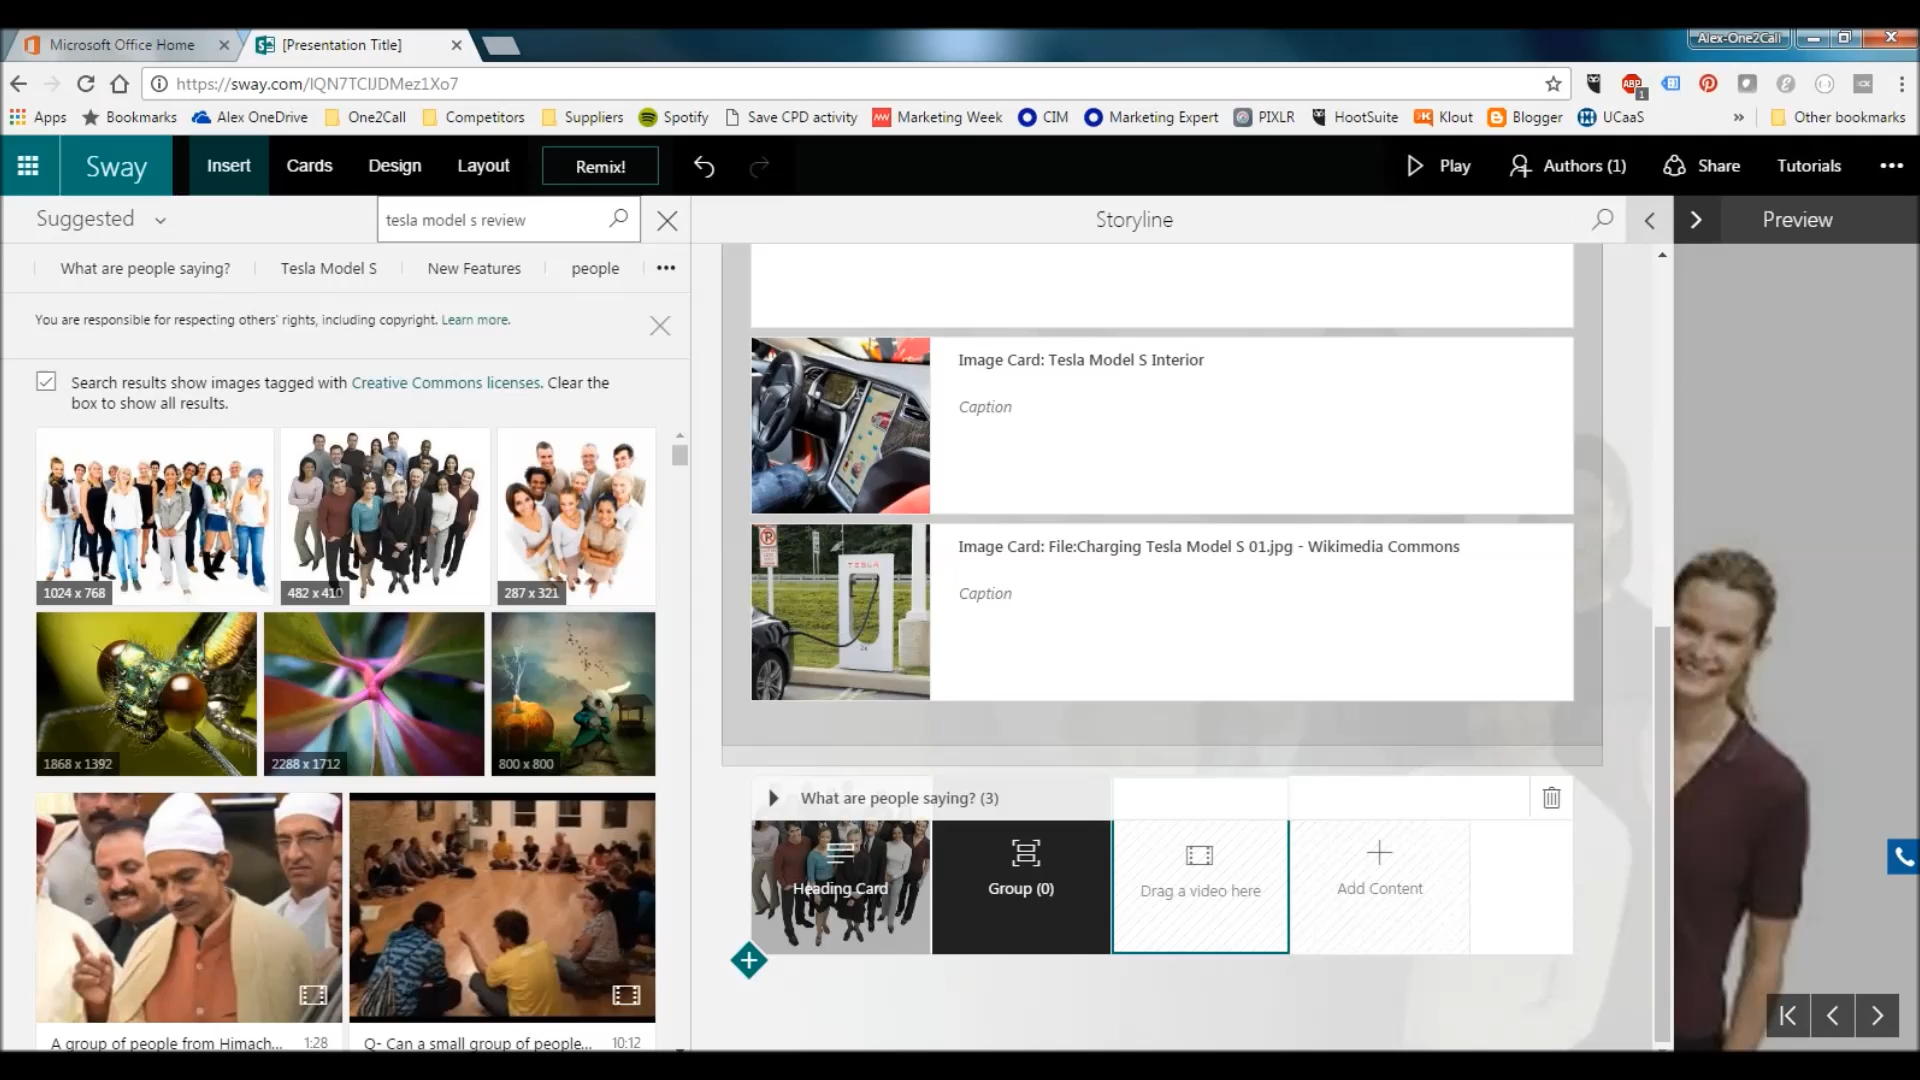 Microsoft Office Home
[Presentation Title]
Alex-One2Call
https://sway.com/lQN7TClJDMez1Xo7
ABP
1
Apps
Bookmarks
Alex OneDrive
One2Call
Competitors
Suppliers
Spotify
Save CPD activity
Marketing Week
CIM
Marketing Expert
PIXLR
HootSuite
Klout
Blogger
UCaaS
»
Other bookmarks
Sway
Insert
Cards
Design
Layout
Remix!
Play
Authors (1)
Share
Tutorials
Suggested
tesla model s review
Storyline
Preview
What are people saying?
Tesla Model S
New Features
people
You are responsible for respecting others' rights, including copyright. Learn more.
Search results show images tagged with Creative Commons licenses. Clear the
box to show all results.
1024 x 768
482 x 410
287 x 321
1868 x 1392
2288 x 1712
800 x 800
A group of people from Himach...
1:28
Q- Can a small group of people...
10:12
Image Card: Tesla Model S Interior
Caption
Image Card: File:Charging Tesla Model S 01.jpg - Wikimedia Commons
Caption
TESLA
What are people saying? (3)
Heading Card
Group (0)
Drag a video here
Add Content